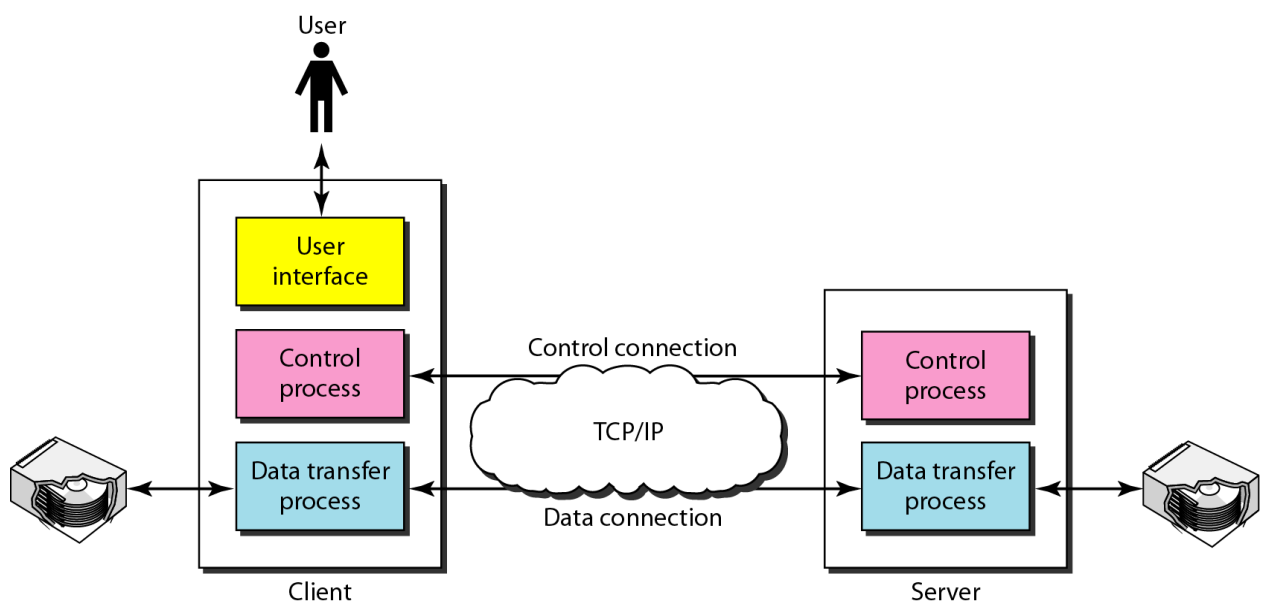 User
User
interface
Control
process
Data transfer
process
Client
Control connection
TCP/IP
Data connection
Control
process
Data transfer
process
Server